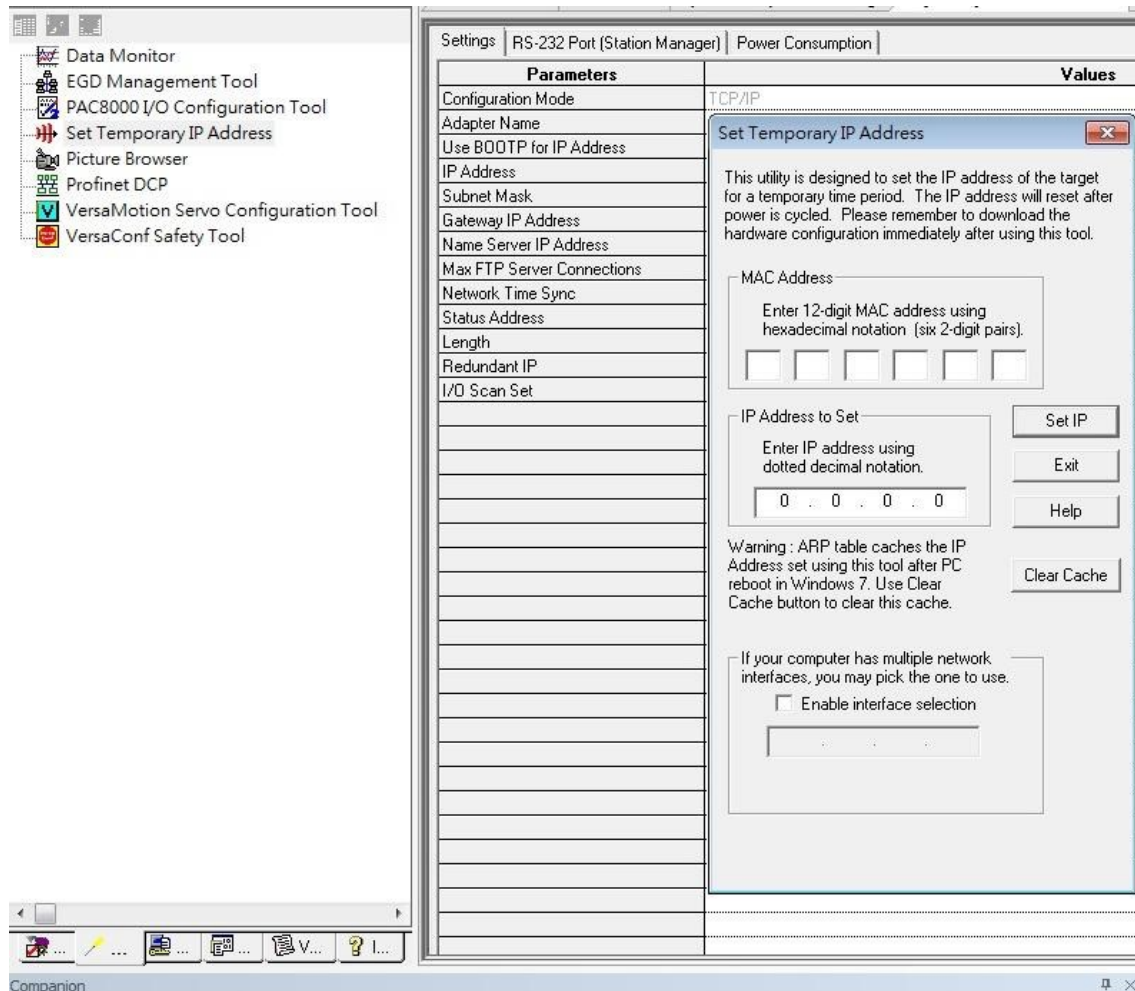 Data Monitor
EGD Management Tool
PAC8000 I/O Configuration Tool
Set Temporary IP Address
Picture Browser
Profinet DCP
VersaMotion Servo Configuration Tool
VersaConf Safety Tool
... ... ... ... V... I...
Companion
Settings RS-232 Port (Station Manager) Power Consumption
Parameters Values
Configuration Mode TCP/IP
Adapter Name
Use BOOTP for IP Address
IP Address
Subnet Mask
Gateway IP Address
Name Server IP Address
Max FTP Server Connections
Network Time Sync
Status Address
Length
Redundant IP
I/O Scan Set
Set Temporary IP Address
This utility is designed to set the IP address of the target
for a temporary time period. The IP address will reset after
power is cycled. Please remember to download the
hardware configuration immediately after using this tool.
MAC Address
Enter 12-digit MAC address using
hexadecimal notation (six 2-digit pairs).
IP Address to Set
Enter IP address using
dotted decimal notation.
0 . 0 . 0 . 0
Set IP
Exit
Help
Warning : ARP table caches the IP
Address set using this tool after PC
reboot in Windows 7. Use Clear
Cache button to clear this cache.
Clear Cache
If your computer has multiple network
interfaces, you may pick the one to use.
Enable interface selection
. . .